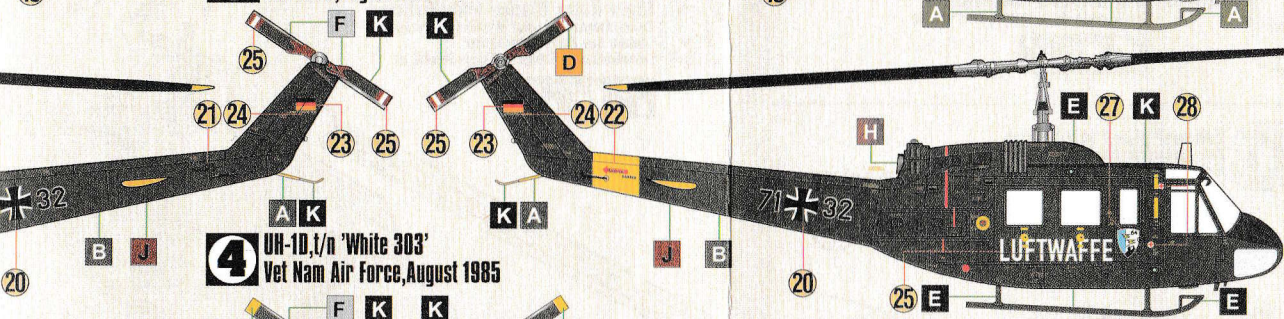 A A
25 F K K D
21 24 23 25 25 23 24 22
H E 27 K 28
32
71 32
LUFTWAFFE
A K K A
B J J B
20 20 25 E E
4 UH-1D,t/n 'White 303'
Vet Nam Air Force,August 1985
F K K